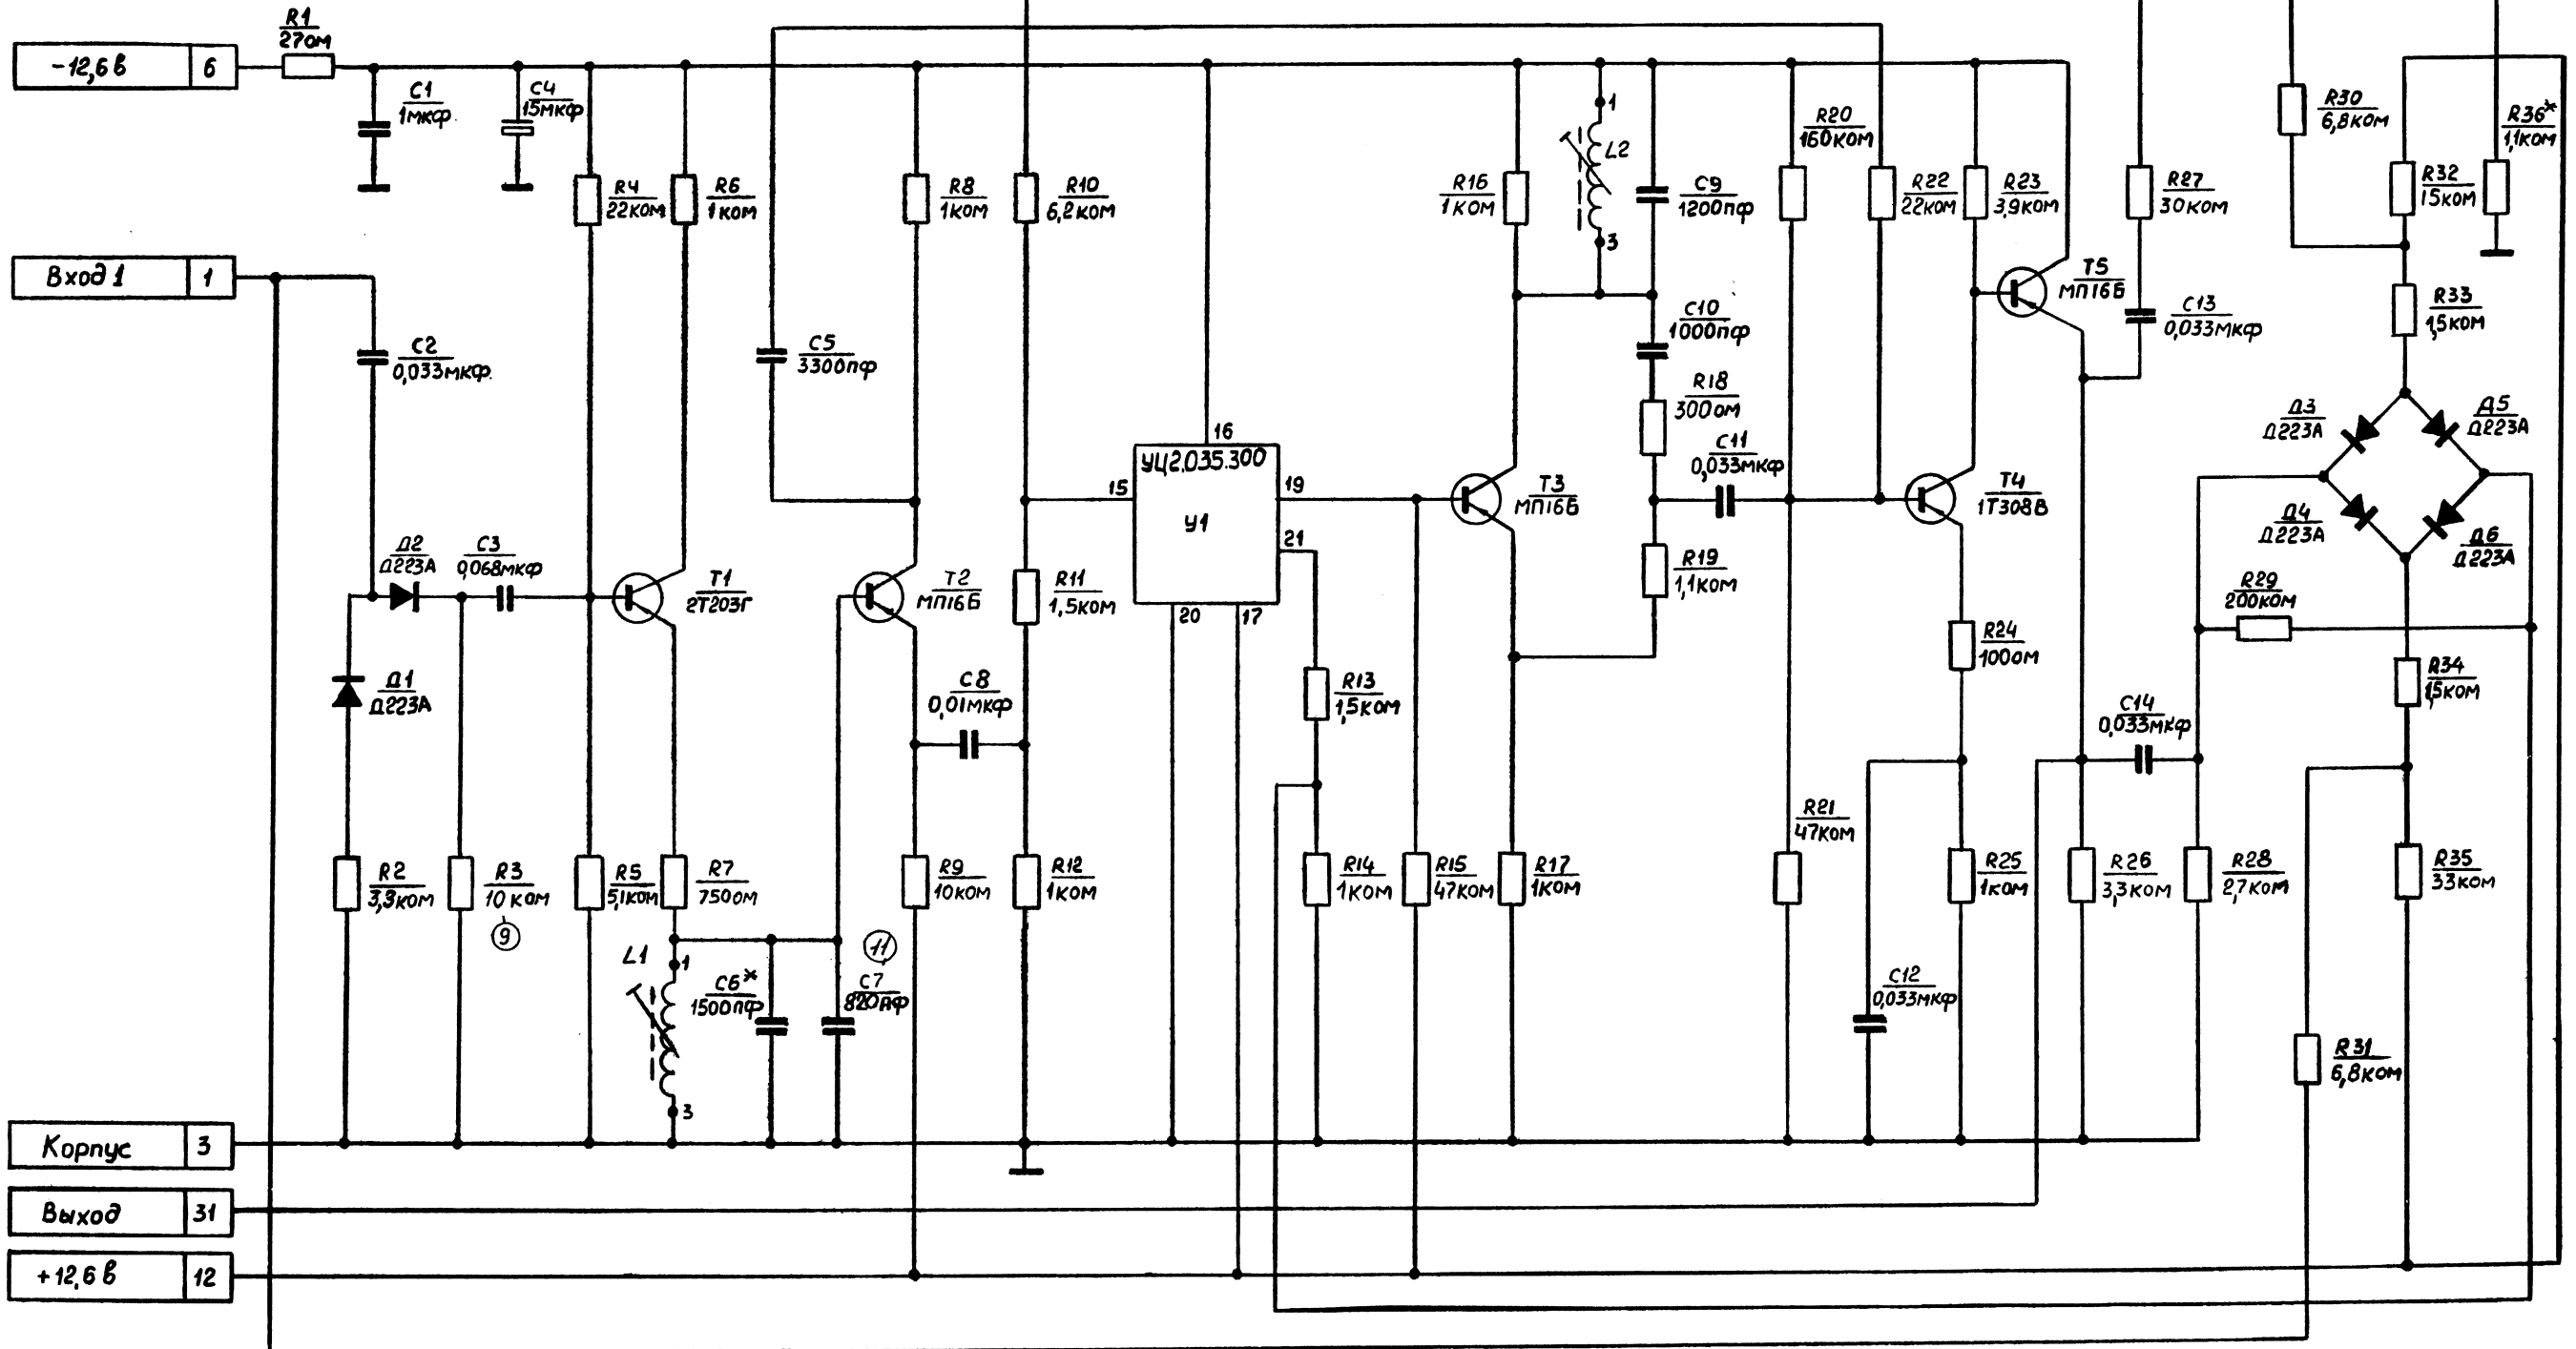 R1
27ом
-12,6 в 6
C1
1мкф
C4
15мкф
Вход 1 1
C2
0,033мкф
R4
22ком
R6
1ком
R8
1ком
R10
6,2ком
C5
3300пф
Д2
Д223А
C3
0,068мкф
Д1
Д223А
T1
2Т203Г
T2
МП16Б
R11
1,5ком
C8
0,01мкф
R2
3,3ком
R3
10 ком
9
R5
5,1ком
R7
750ом
R9
10ком
R12
1ком
L1
1
3
C6*
1500пф
11
C7
820пф
УЦ2.035.300
У1
15
16
19
21
20
17
R13
1,5ком
R14
1ком
R15
47ком
R17
1ком
R16
1ком
1
L2
3
C9
1200пф
C10
1000пф
R18
300ом
C11
0,033мкф
T3
МП16Б
R19
1,1ком
R20
160ком
R22
22ком
R23
3,9ком
T5
МП16Б
T4
1Т308В
R24
100ом
R21
47ком
R25
1ком
C12
0,033мкф
R26
3,3ком
R28
2,7ком
C14
0,033мкф
R27
30ком
C13
0,033мкф
R30
6,8ком
R32
15ком
R36*
1,1ком
R33
1,5ком
Д3
Д223А
Д5
Д223А
Д4
Д223А
Д6
Д223А
R29
200ком
R34
1,5ком
R35
33ком
R31
6,8ком
Корпус 3
Выход 31
+12,6 в 12